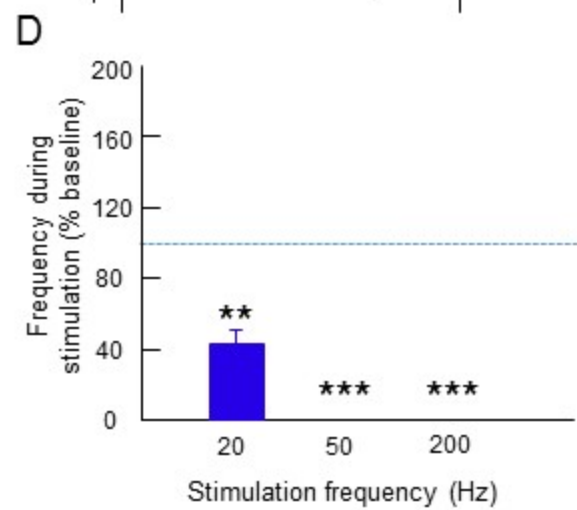 D
200
160
120
80
40
0
Frequency during
stimulation (% baseline)
**
*** ***
20 50 200
Stimulation frequency (Hz)